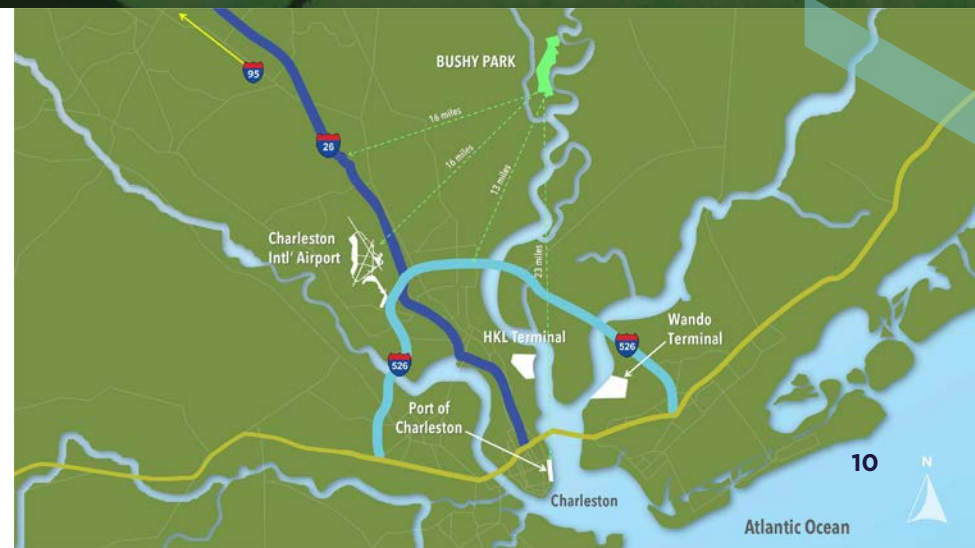 BUSHY PARK
95
16 miles
26
16 miles
13 miles
Charleston
Intl' Airport
23 miles
Wando
Terminal
HKL Terminal
526
526
Port of
Charleston
10
N
Charleston
Atlantic Ocean